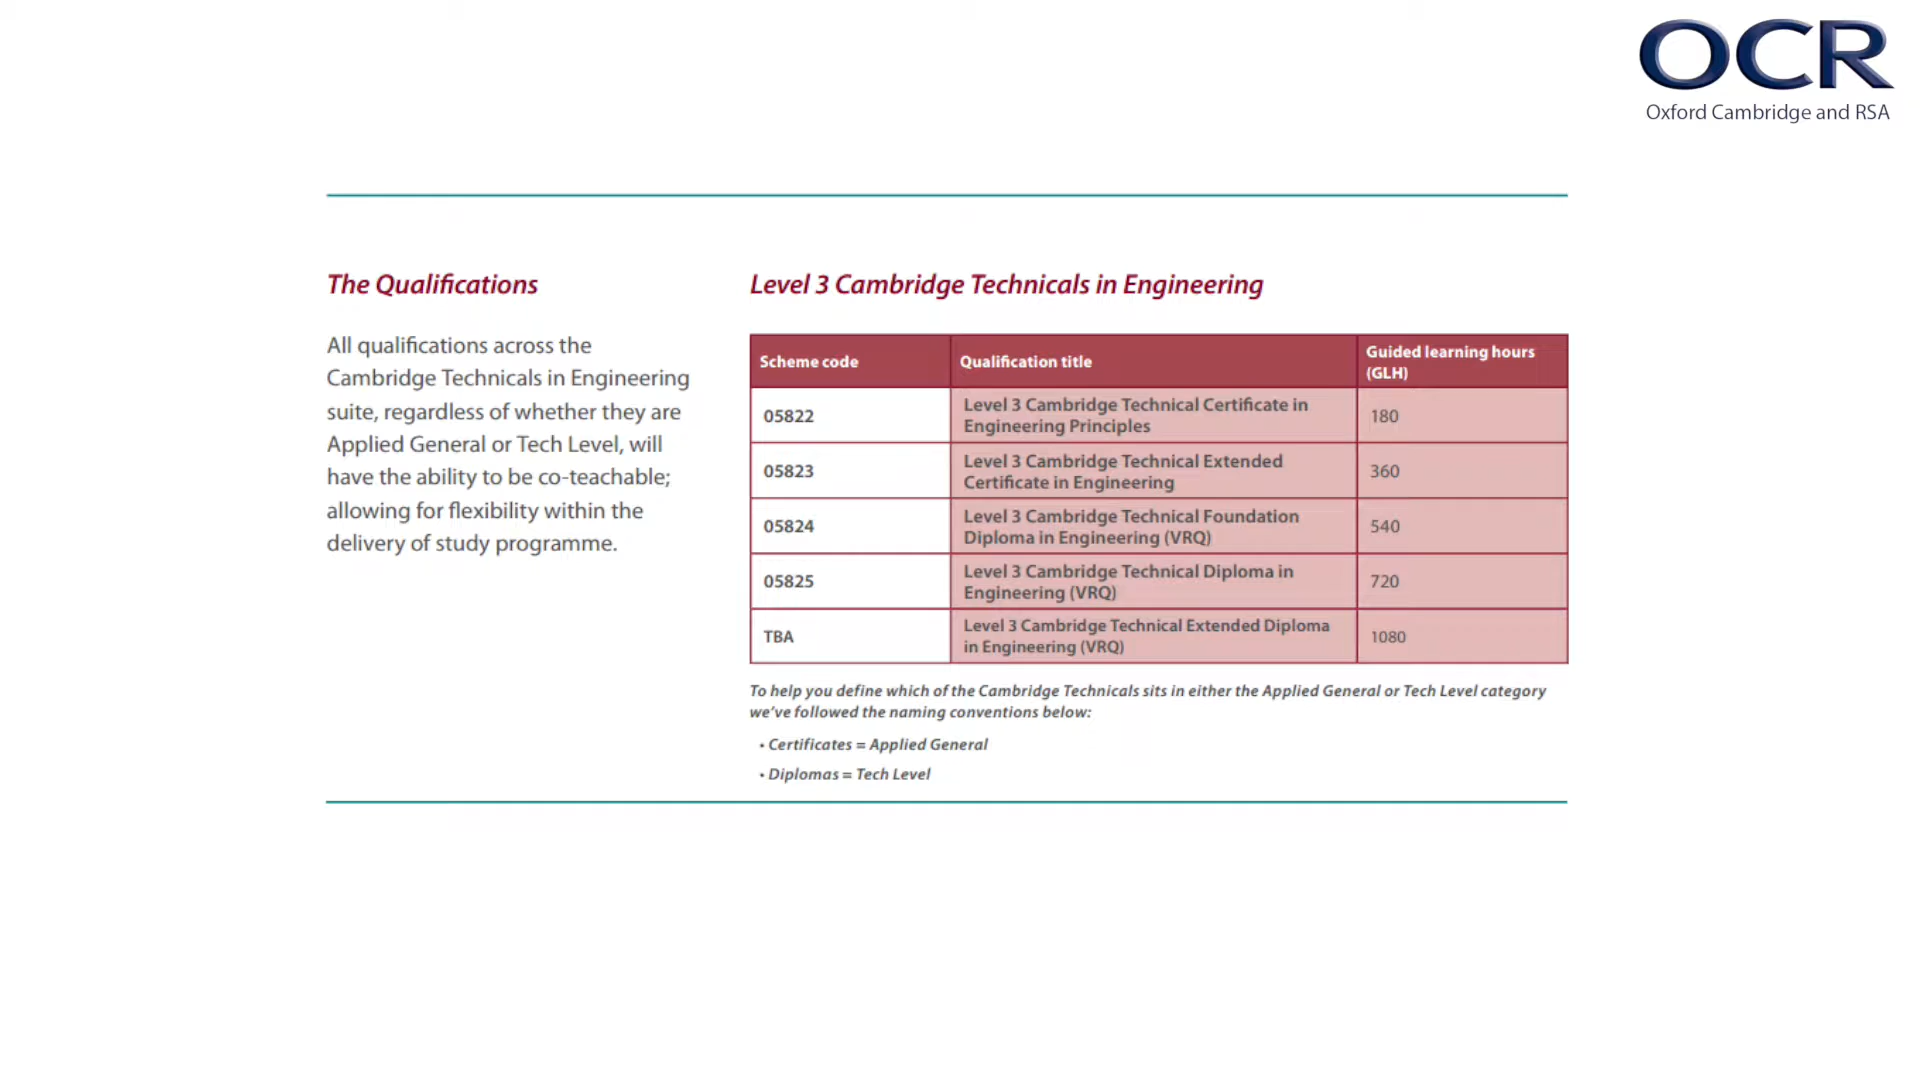 OCR
Oxford Cambridge and RSA
The Qualifications
All qualifications across the
Cambridge Technicals in Engineering
suite, regardless of whether they are
Applied General or Tech Level, will
have the ability to be co-teachable;
allowing for flexibility within the
delivery of study programme.
Level 3 Cambridge Technicals in Engineering
Scheme code
Qualification title
Guided learning hours
(GLH)
05822
Level 3 Cambridge Technical Certificate in
Engineering Principles
180
05823
Level 3 Cambridge Technical Extended
Certificate in Engineering
360
05824
Level 3 Cambridge Technical Foundation
Diploma in Engineering (VRQ)
540
05825
Level 3 Cambridge Technical Diploma in
Engineering (VRQ)
720
TBA
Level 3 Cambridge Technical Extended Diploma
in Engineering (VRQ)
1080
To help you define which of the Cambridge Technicals sits in either the Applied General or Tech Level category
we've followed the naming conventions below:
• Certificates = Applied General
• Diplomas = Tech Level